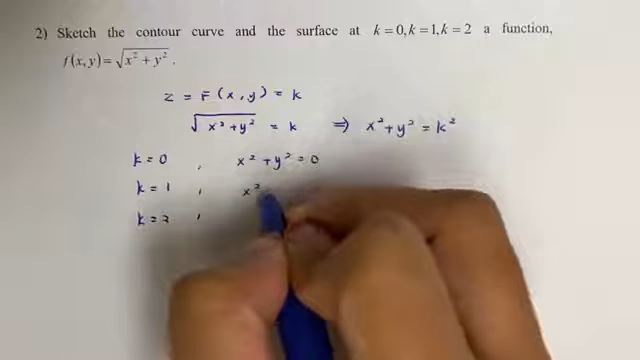 2) Sketch the contour curve and the surface at k = 0, k = 1, k = 2 a function,
f(x, y) = √(x² + y²).
z = F(x, y) = k
√(x² + y²) = k ⇒ x² + y² = k²
k = 0 , x² + y² = 0
k = 1 , x²
k = 2 ,